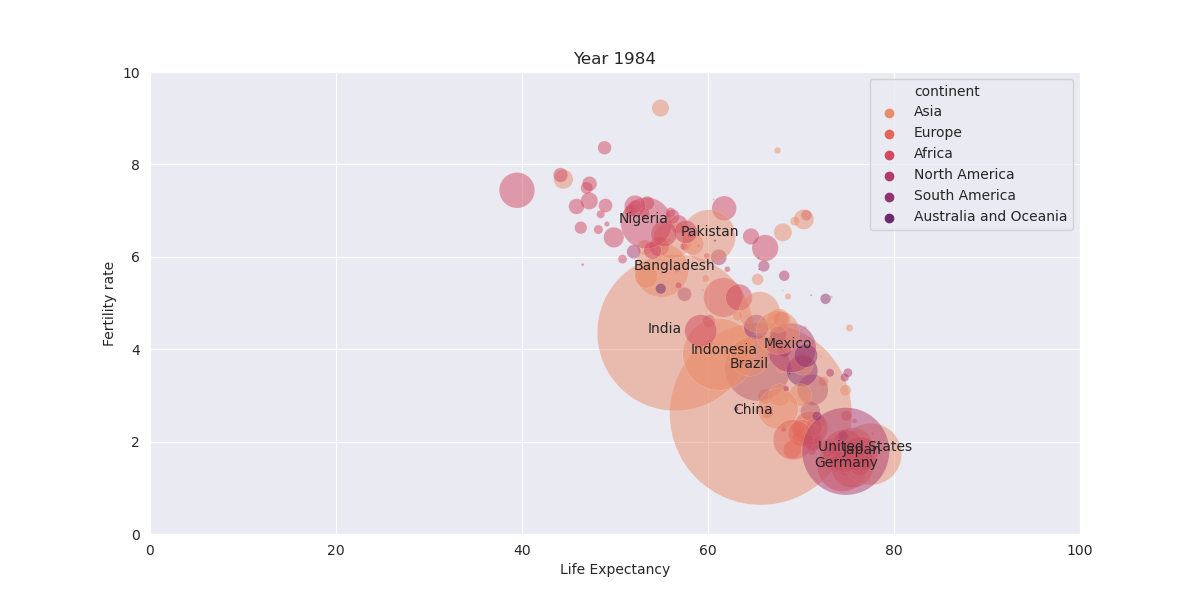 Year 1984
continent
Asia
Europe
Africa
North America
South America
Australia and Oceania
10
8
6
4
2
0
Fertility rate
Nigeria
Pakistan
Bangladesh
India
Mexico
Indonesia
Brazil
China
United States
Japan
Germany
0 20 40 60 80 100
Life Expectancy